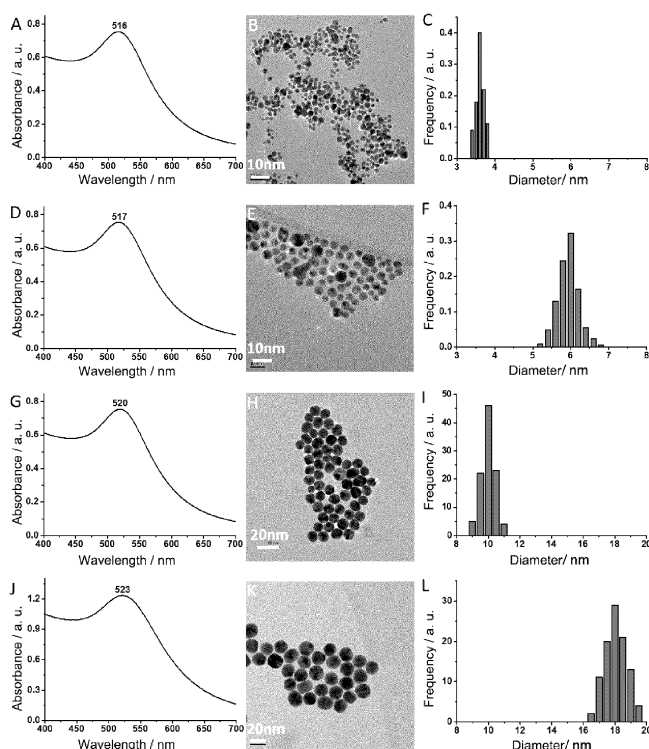 A
516
Absorbance / a. u.
0.8
0.6
0.4
0.2
0.0
400 450 500 550 600 650 700
Wavelength / nm
B
10nm
C
Frequency / a. u.
0.4
0.3
0.2
0.1
0.0
3 4 5 6 7 8
Diameter/ nm
D
517
Absorbance / a. u.
0.8
0.6
0.4
0.2
0.0
400 450 500 550 600 650 700
Wavelength / nm
E
10nm
F
Frequency / a. u.
0.4
0.3
0.2
0.1
0.0
3 4 5 6 7 8
Diameter/ nm
G
520
Absorbance / a. u.
0.8
0.6
0.4
0.2
0.0
400 450 500 550 600 650 700
Wavelength / nm
H
20nm
I
Frequency / a. u.
50
40
30
20
10
0
8 10 12 14 16 18 20
Diameter/ nm
J
523
Absorbance / a. u.
1.2
0.9
0.6
0.3
0.0
400 450 500 550 600 650 700
Wavelength / nm
K
20nm
L
Frequency / a. u.
30
20
10
0
8 10 12 14 16 18 20
Diameter/ nm